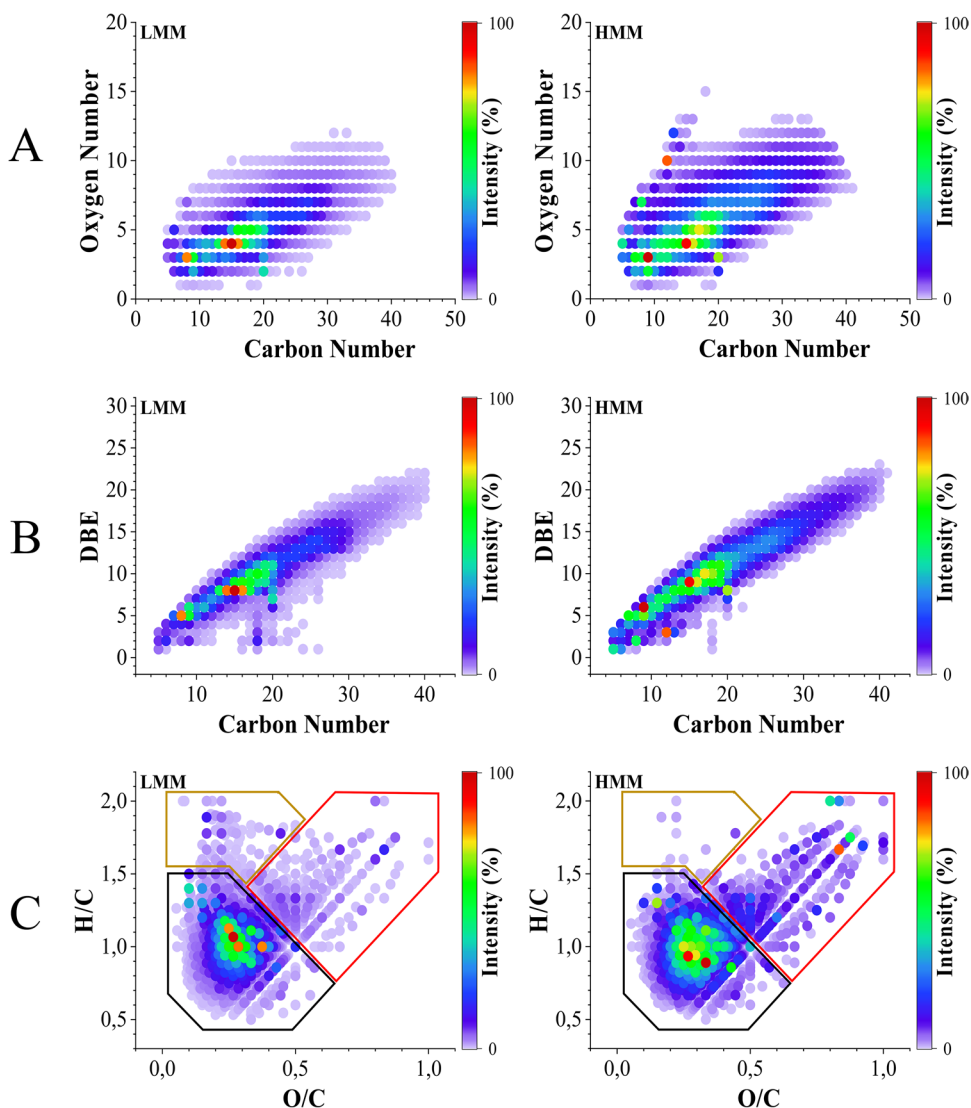 A
LMM
Oxygen Number
20
15
10
5
0
0 10 20 30 40 50
Carbon Number
100
Intensity (%)
0
HMM
Oxygen Number
20
15
10
5
0
0 10 20 30 40 50
Carbon Number
100
Intensity (%)
0
B
LMM
DBE
30
25
20
15
10
5
0
10 20 30 40
Carbon Number
100
Intensity (%)
0
HMM
DBE
30
25
20
15
10
5
0
10 20 30 40
Carbon Number
100
Intensity (%)
0
C
LMM
H/C
2,0
1,5
1,0
0,5
0,0 0,5 1,0
O/C
100
Intensity (%)
0
HMM
H/C
2,0
1,5
1,0
0,5
0,0 0,5 1,0
O/C
100
Intensity (%)
0